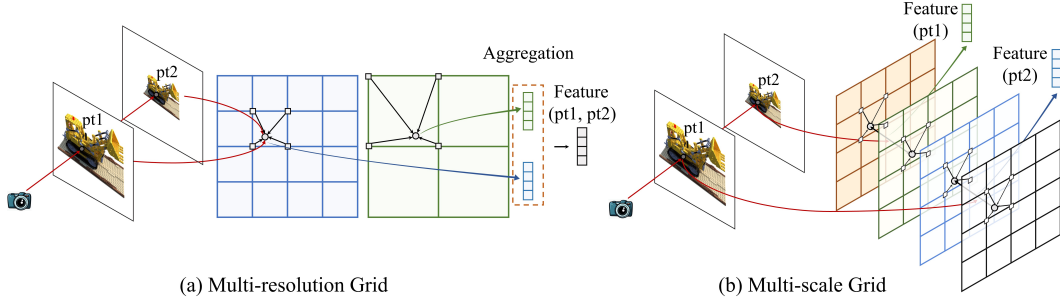 pt2
pt1
Aggregation
Feature
(pt1, pt2)
(a) Multi-resolution Grid
pt2
pt1
Feature
(pt1)
Feature
(pt2)
(b) Multi-scale Grid